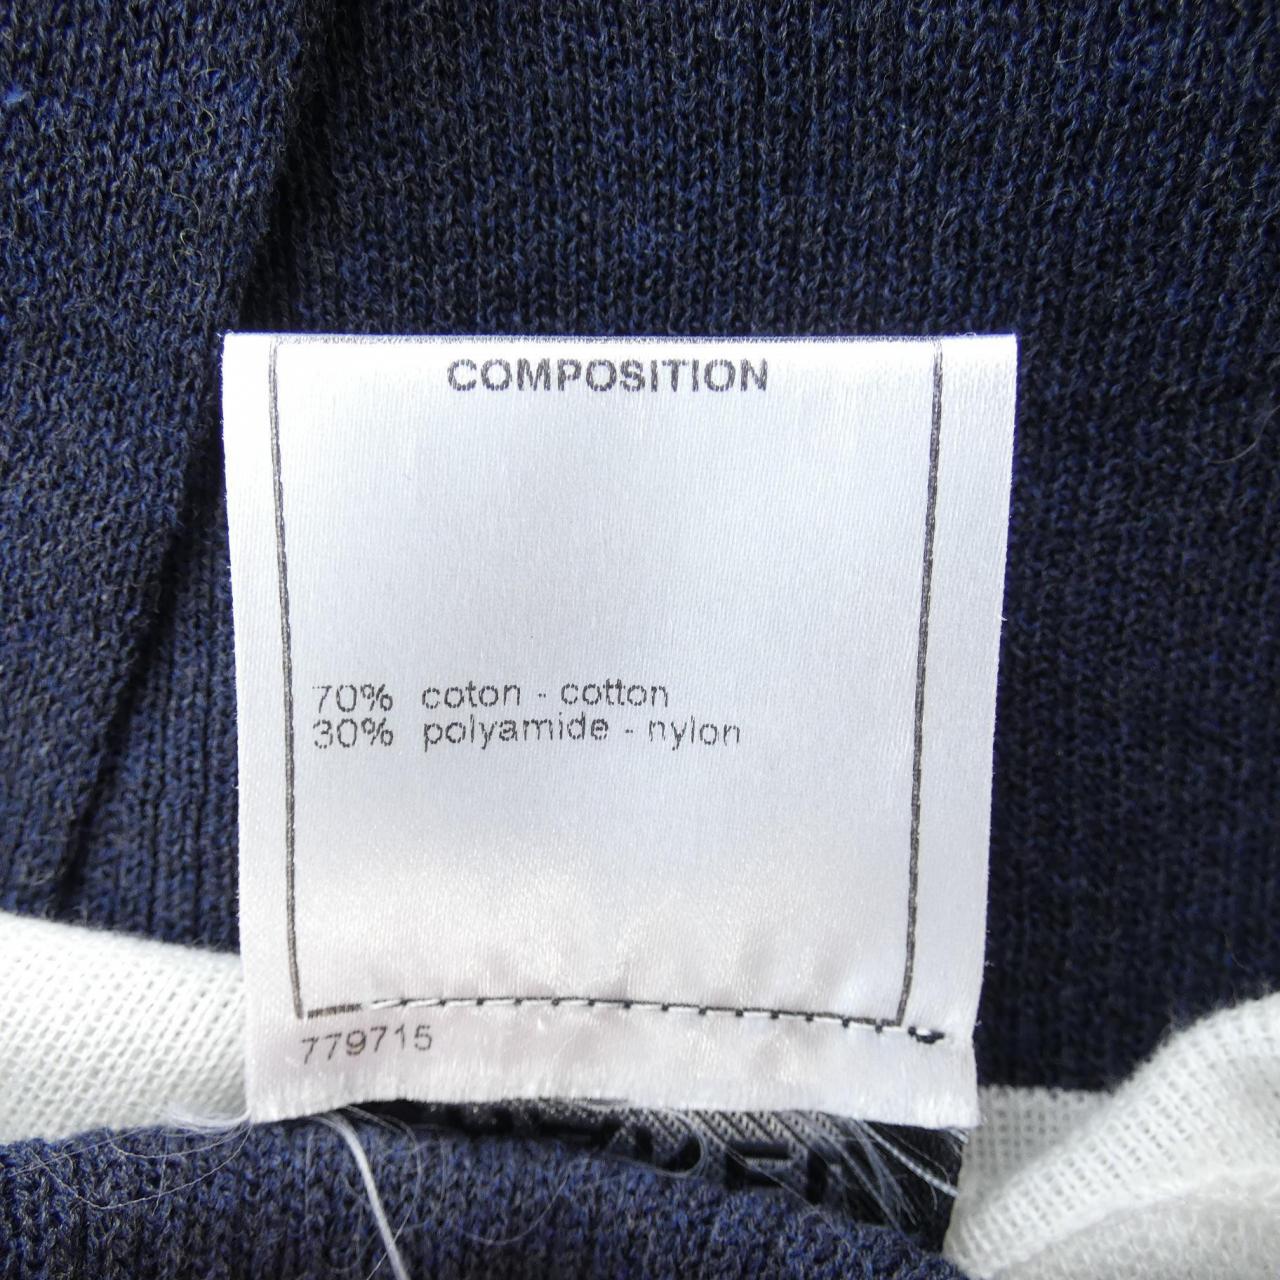 COMPOSITION
70% coton - cotton
30% polyamide - nylon
779715